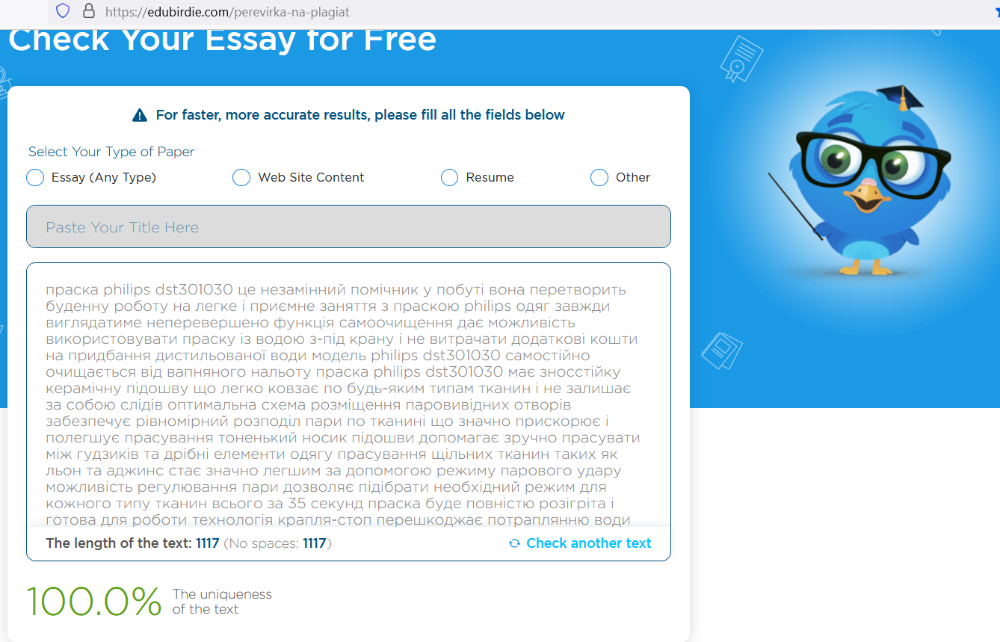 https://edubirdie.com/perevirka-na-plagiat
Check Your Essay for Free
For faster, more accurate results, please fill all the fields below
Select Your Type of Paper
Essay (Any Type)
Web Site Content
Resume
Other
Paste Your Title Here
праска philips dst301030 це незамінний помічник у побуті вона перетворить
буденну роботу на легке і приємне заняття з праскою philips одяг завжди
виглядатиме неперевершено функція самоочищення дає можливість
використовувати праску із водою з-під крану і не витрачати додаткові кошти
на придбання дистильованої води модель philips dst301030 самостійно
очищається від вапняного нальоту праска philips dst301030 має зносстійку
керамічну підошву що легко ковзає по будь-яким типам тканин і не залишає
за собою слідів оптимальна схема розміщення паровивідних отворів
забезпечує рівномірний розподіл пари по тканині що значно прискорює і
полегшує прасування тоненький носик підошви допомагає зручно прасувати
між гудзиків та дрібні елементи одягу прасування щільних тканин таких як
льон та аджинс стає значно легшим за допомогою режиму парового удару
можливість регулювання пари дозволяє підібрати необхідний режим для
кожного типу тканин всього за 35 секунд праска буде повністю розігріта і
готова для роботи технологія крапля-стоп перешкоджає потраплянню води
The length of the text: 1117 (No spaces: 1117)
Check another text
100.0%
The uniqueness
of the text